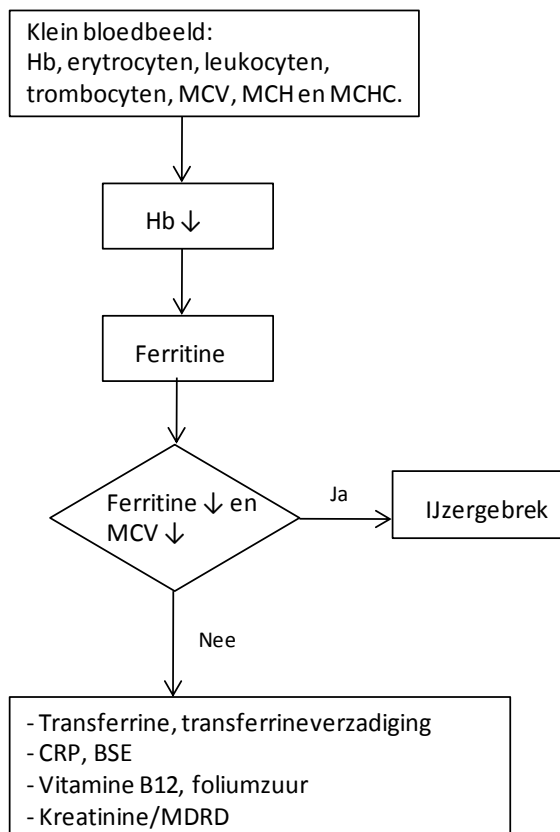 Klein bloedbeeld:
Hb, erytrocyten, leukocyten,
trombocyten, MCV, MCH en MCHC.
Hb ↓
Ferritine
Ferritine ↓ en
MCV ↓
Ja
IJzergebrek
Nee
- Transferrine, transferrineverzadiging
- CRP, BSE
- Vitamine B12, foliumzuur
- Kreatinine/MDRD